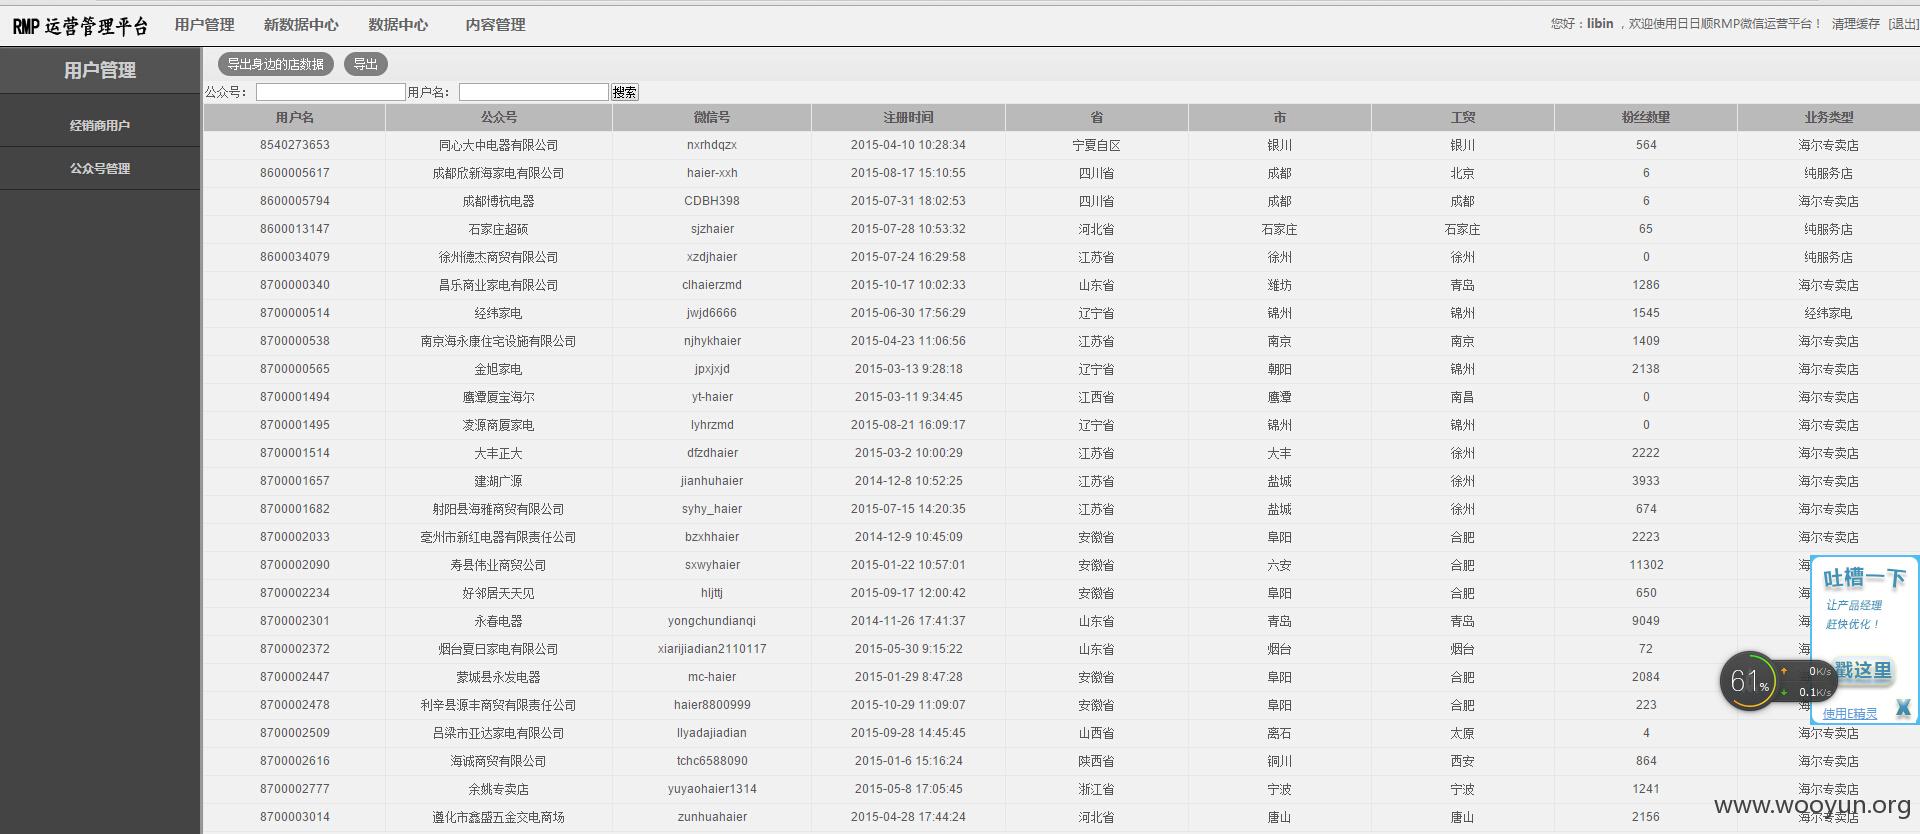 RMP 运营管理平台 用户管理 新数据中心 数据中心 内容管理 您好：libin ，欢迎使用日日顺RMP微信运营平台！ 清理缓存 [退出]
用户管理
经销商用户
公众号管理
导出身边的店数据 导出
公众号： 用户名： 搜索
用户名 公众号 微信号 注册时间 省 市 工贸 粉丝数量 业务类型
8540273653 同心大中电器有限公司 nxrhdqzx 2015-04-10 10:28:34 宁夏自区 银川 银川 564 海尔专卖店
8600005617 成都欣新海家电有限公司 haier-xxh 2015-08-17 15:10:55 四川省 成都 北京 6 纯服务店
8600005794 成都博杭电器 CDBH398 2015-07-31 18:02:53 四川省 成都 成都 6 海尔专卖店
8600013147 石家庄超硕 sjzhaier 2015-07-28 10:53:32 河北省 石家庄 石家庄 65 纯服务店
8600034079 徐州德杰商贸有限公司 xzdjhaier 2015-07-24 16:29:58 江苏省 徐州 徐州 0 纯服务店
8700000340 昌乐商业家电有限公司 clhaierzmd 2015-10-17 10:02:33 山东省 潍坊 青岛 1286 海尔专卖店
8700000514 经纬家电 jwjd6666 2015-06-30 17:56:29 辽宁省 锦州 锦州 1545 经纬家电
8700000538 南京海永康住宅设施有限公司 njhykhaier 2015-04-23 11:06:56 江苏省 南京 南京 1409 海尔专卖店
8700000565 金旭家电 jpxjxjd 2015-03-13 9:28:18 辽宁省 朝阳 锦州 2138 海尔专卖店
8700001494 鹰潭厦宝海尔 yt-haier 2015-03-11 9:34:45 江西省 鹰潭 南昌 0 海尔专卖店
8700001495 凌源商厦家电 lyhrzmd 2015-08-21 16:09:17 辽宁省 锦州 锦州 0 海尔专卖店
8700001514 大丰正大 dfzdhaier 2015-03-2 10:00:29 江苏省 大丰 徐州 2222 海尔专卖店
8700001657 建湖广源 jianhuhaier 2014-12-8 10:52:25 江苏省 盐城 徐州 3933 海尔专卖店
8700001682 射阳县海雅商贸有限公司 syhy_haier 2015-07-15 14:20:35 江苏省 盐城 徐州 674 海尔专卖店
8700002033 亳州市新红电器有限责任公司 bzxhhaier 2014-12-9 10:45:09 安徽省 阜阳 合肥 2223 海尔专卖店
8700002090 寿县伟业商贸公司 sxwyhaier 2015-01-22 10:57:01 安徽省 六安 合肥 11302 海
8700002234 好邻居天天见 hljttj 2015-09-17 12:00:42 安徽省 阜阳 合肥 650 海
8700002301 永春电器 yongchundianqi 2014-11-26 17:41:37 山东省 青岛 青岛 9049 海
8700002372 烟台夏日家电有限公司 xiarijiadian2110117 2015-05-30 9:15:22 山东省 烟台 烟台 72 海
8700002447 蒙城县永发电器 mc-haier 2015-01-29 8:47:28 安徽省 阜阳 合肥 2084
8700002478 利辛县源丰商贸有限责任公司 haier8800999 2015-10-29 11:09:07 安徽省 阜阳 合肥 223 海
8700002509 吕梁市亚达家电有限公司 llyadajiadian 2015-09-28 14:45:45 山西省 离石 太原 4 海尔专卖店
8700002616 海诚商贸有限公司 tchc6588090 2015-01-6 15:16:24 陕西省 铜川 西安 864 海尔专卖店
8700002777 余姚专卖店 yuyaohaier1314 2015-05-8 17:05:45 浙江省 宁波 宁波 1241 海尔专卖店
8700003014 遵化市鑫盛五金交电商场 zunhuahaier 2015-04-28 17:44:24 河北省 唐山 唐山 2156 海尔专卖店
吐槽一下
让产品经理
赶快优化！
戳这里
使用E精灵 X
61% 0K/s
0.1K/s
www.wooyun.org